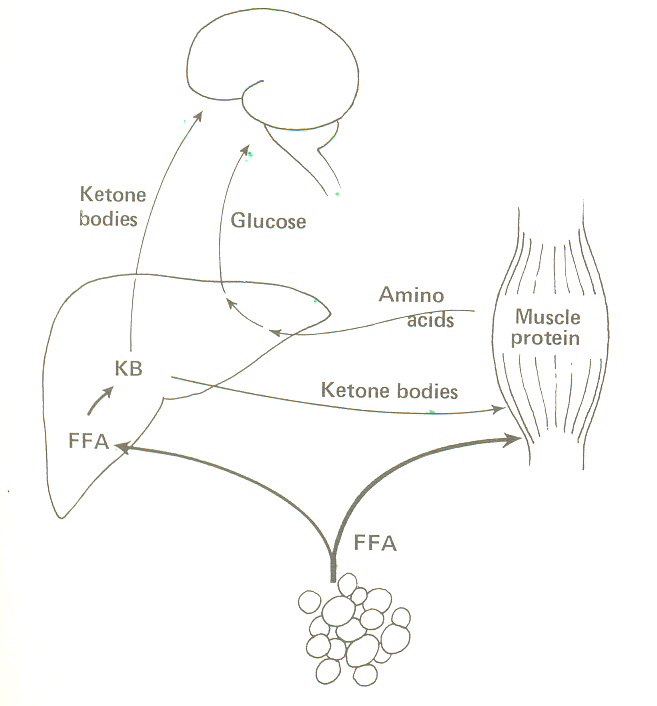 Ketone
bodies
Glucose
Amino
acids
Muscle
protein
KB
Ketone bodies
FFA
FFA